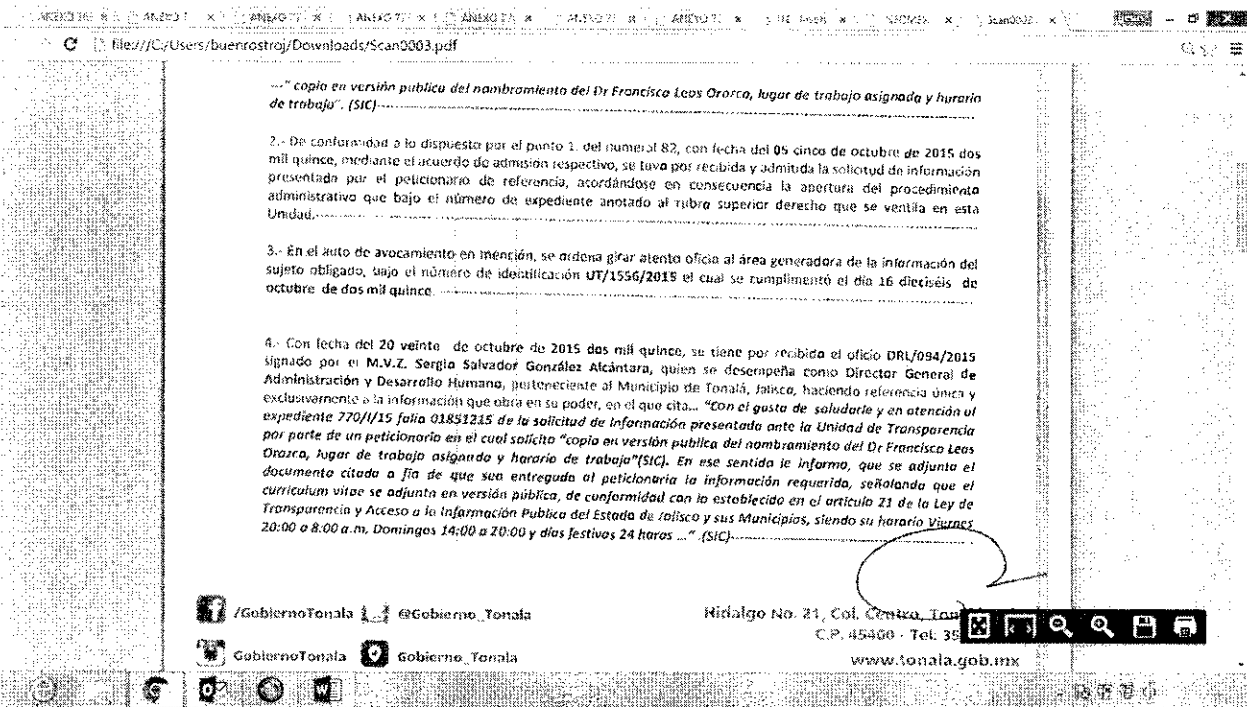 file:///C:/Users/buenrostroj/Downloads/Scan0003.pdf
..." copia en versión publica del nombramiento del Dr Francisco Leos Orozco, lugar de trabajo asignado y horario
de trabajo". (SIC)
2.- De conformidad a lo dispuesto por el punto 1. del numeral 82, con fecha del 05 cinco de octubre de 2015 dos
mil quince, mediante el acuerdo de admisión respectivo, se tuvo por recibida y admitida la solicitud de información
presentada por el peticionario de referencia, acordándose en consecuencia la apertura del procedimiento
administrativo que bajo el número de expediente anotado al rubro superior derecho que se ventila en esta
Unidad.
3.- En el auto de avocamiento en mención, se ordena girar atento oficio al área generadora de la información del
sujeto obligado, bajo el número de identificación UT/1556/2015 el cual se cumplimentó el día 16 dieciséis de
octubre de dos mil quince.
4.- Con fecha del 20 veinte de octubre de 2015 dos mil quince, se tiene por recibido el oficio DRL/094/2015
signado por el M.V.Z. Sergio Salvador González Alcántara, quien se desempeña como Director General de
Administración y Desarrollo Humano, perteneciente al Municipio de Tonalá, Jalisco, haciendo referencia única y
exclusivamente a la información que obra en su poder, en el que cita... "Con el gusto de saludarle y en atención al
expediente 770/I/15 folio 01851215 de la solicitud de Información presentada ante la Unidad de Transparencia
por parte de un peticionario en el cual solicita "copia en versión publica del nombramiento del Dr Francisco Leos
Orozco, lugar de trabajo asignado y horario de trabajo"(SIC). En ese sentido le informo, que se adjunta el
documento citado a fin de que sea entregado al peticionario la información requerida, señalando que el
curriculum vitae se adjunta en versión pública, de conformidad con lo establecido en el artículo 21 de la Ley de
Transparencia y Acceso a la Información Publica del Estado de Jalisco y sus Municipios, siendo su horario Viernes
20:00 a 8:00 a.m, Domingos 14:00 a 20:00 y días festivos 24 horas ..." (SIC)
/GobiernoTonala @Gobierno_Tonala
Hidalgo No. 21, Col. Centro,
C.P. 45400 - Tel. 35
GobiernoTonala Gobierno_Tonala
www.tonala.gob.mx